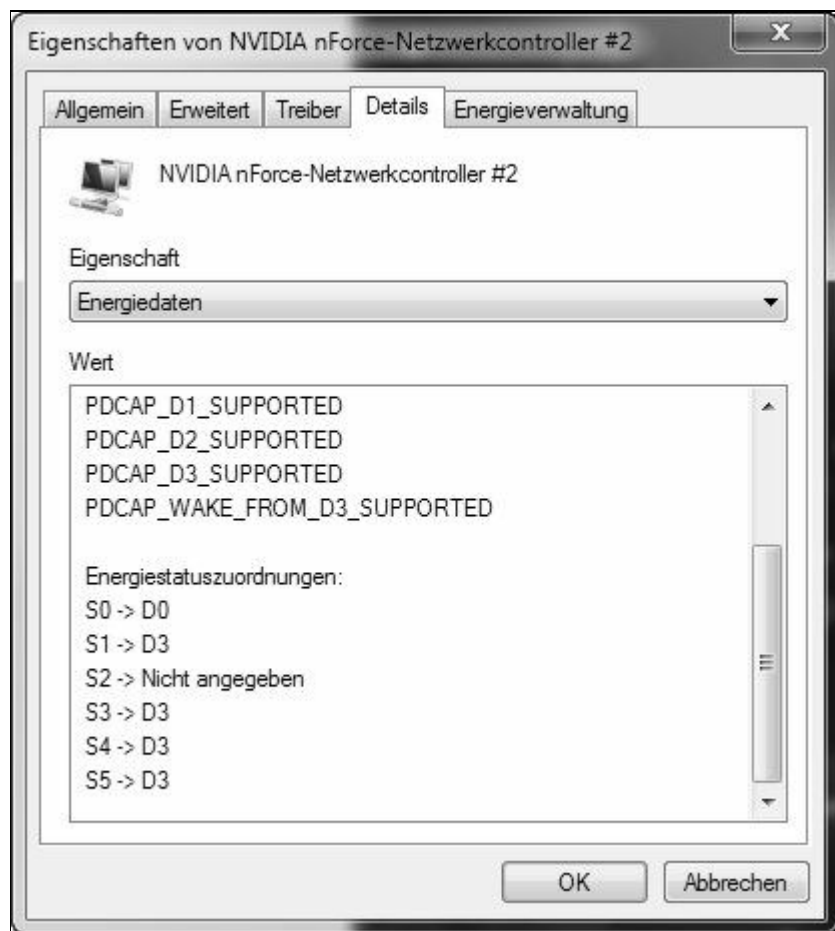 Eigenschaften von NVIDIA nForce-Netzwerkcontroller #2
Allgemein Erweitert Treiber Details Energieverwaltung
NVIDIA nForce-Netzwerkcontroller #2
Eigenschaft
Energiedaten
Wert
PDCAP_D1_SUPPORTED
PDCAP_D2_SUPPORTED
PDCAP_D3_SUPPORTED
PDCAP_WAKE_FROM_D3_SUPPORTED
Energiestatuszuordnungen:
S0 -> D0
S1 -> D3
S2 -> Nicht angegeben
S3 -> D3
S4 -> D3
S5 -> D3
OK Abbrechen